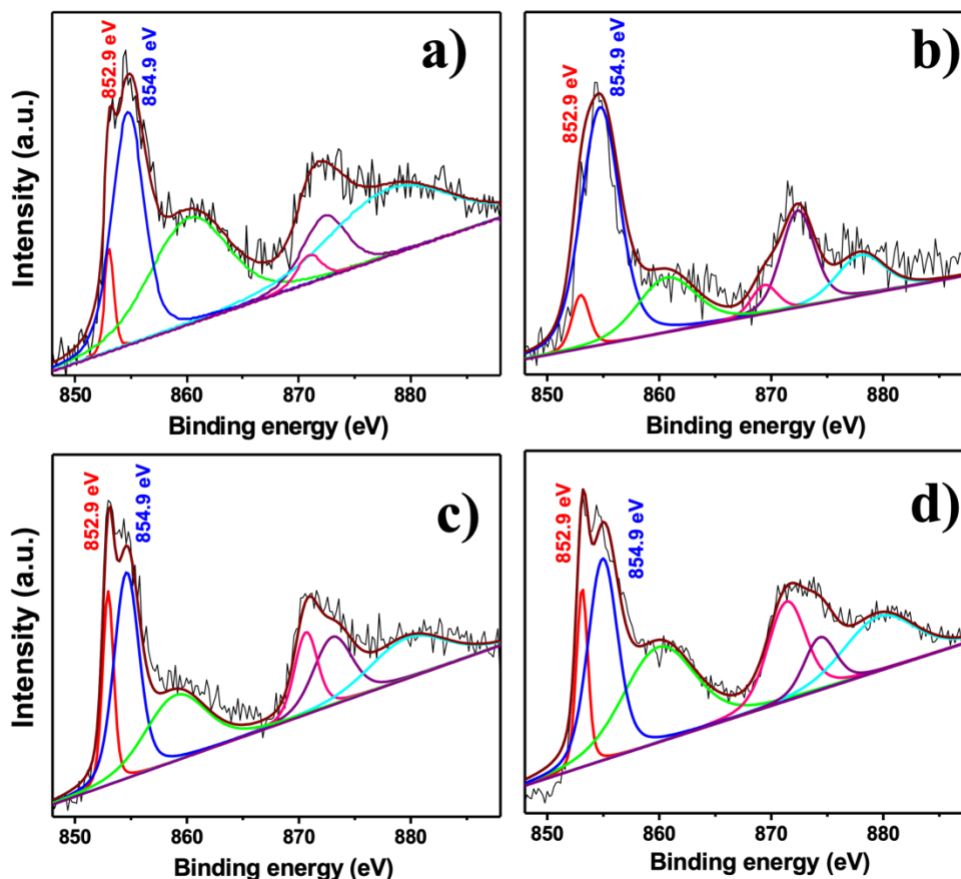 852.9 eV
854.9 eV
a)
Intensity (a.u.)
850 860 870 880
Binding energy (eV)
852.9 eV
854.9 eV
b)
850 860 870 880
Binding energy (eV)
852.9 eV
854.9 eV
c)
Intensity (a.u.)
850 860 870 880
Binding energy (eV)
852.9 eV
854.9 eV
d)
850 860 870 880
Binding energy (eV)